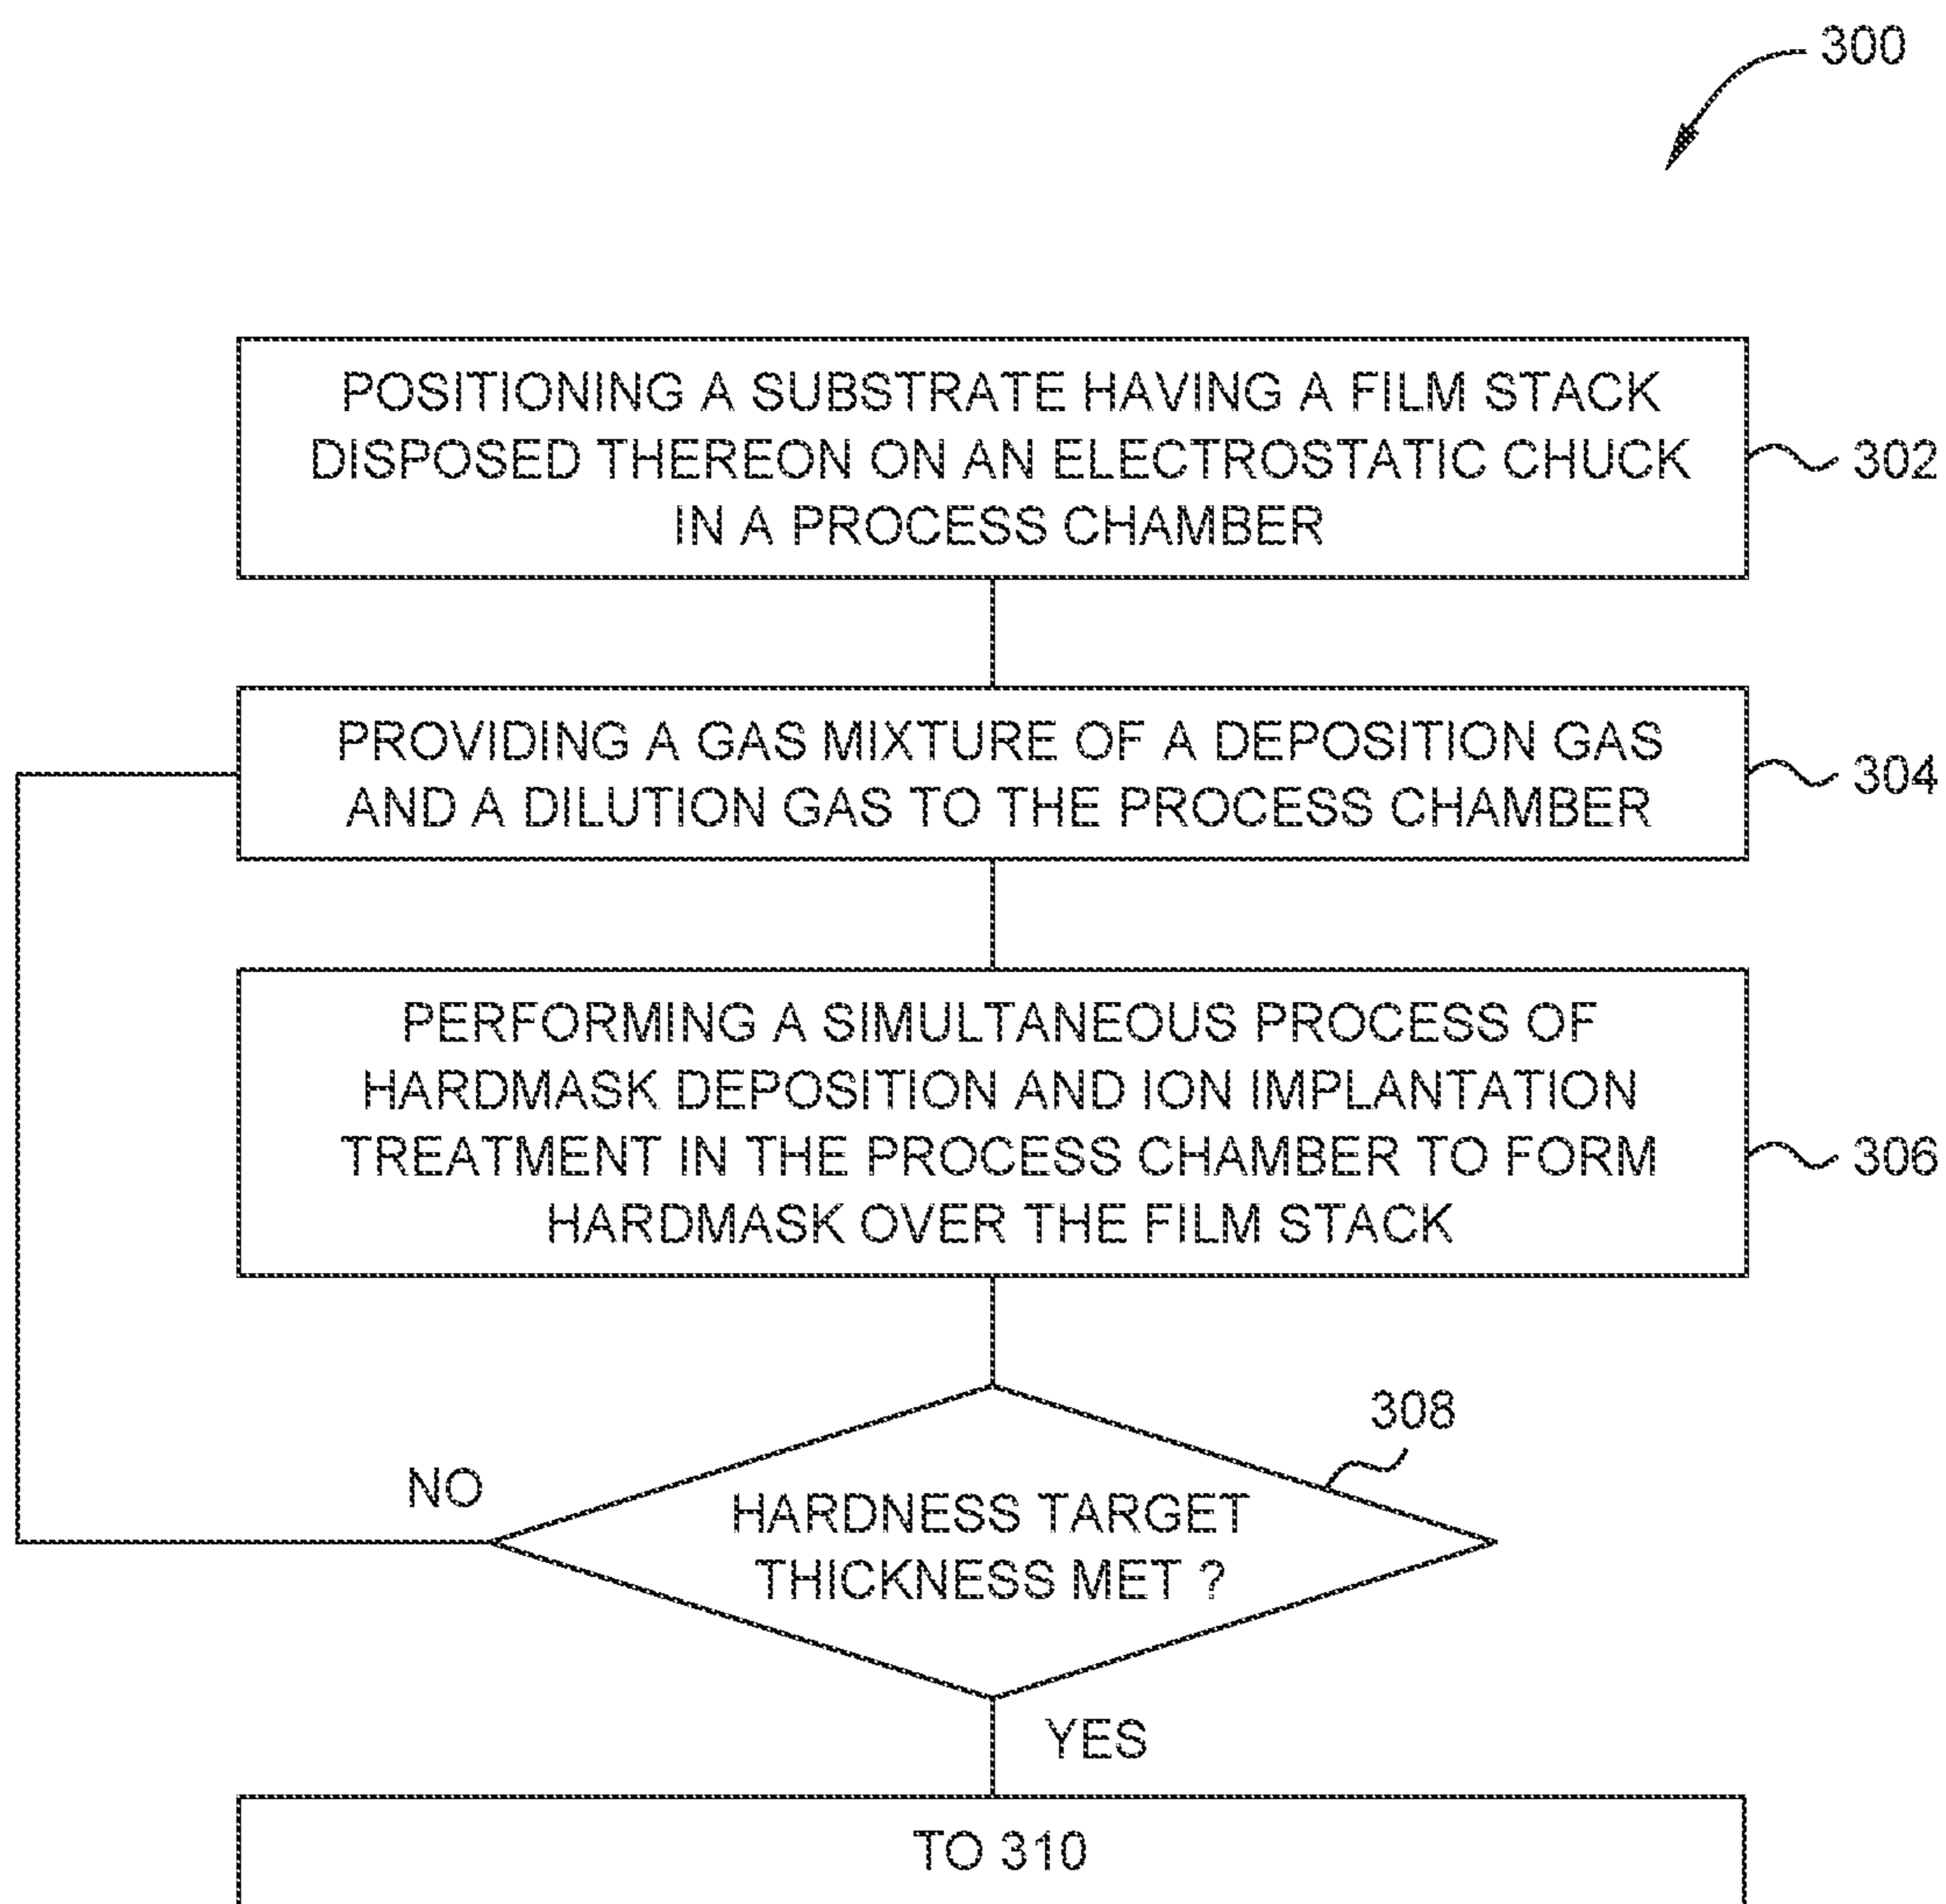 300
POSITIONING A SUBSTRATE HAVING A FILM STACK
DISPOSED THEREON ON AN ELECTROSTATIC CHUCK
IN A PROCESS CHAMBER
302
PROVIDING A GAS MIXTURE OF A DEPOSITION GAS
AND A DILUTION GAS TO THE PROCESS CHAMBER
304
PERFORMING A SIMULTANEOUS PROCESS OF
HARDMASK DEPOSITION AND ION IMPLANTATION
TREATMENT IN THE PROCESS CHAMBER TO FORM
HARDMASK OVER THE FILM STACK
306
308
NO
HARDNESS TARGET
THICKNESS MET ?
YES
TO 310